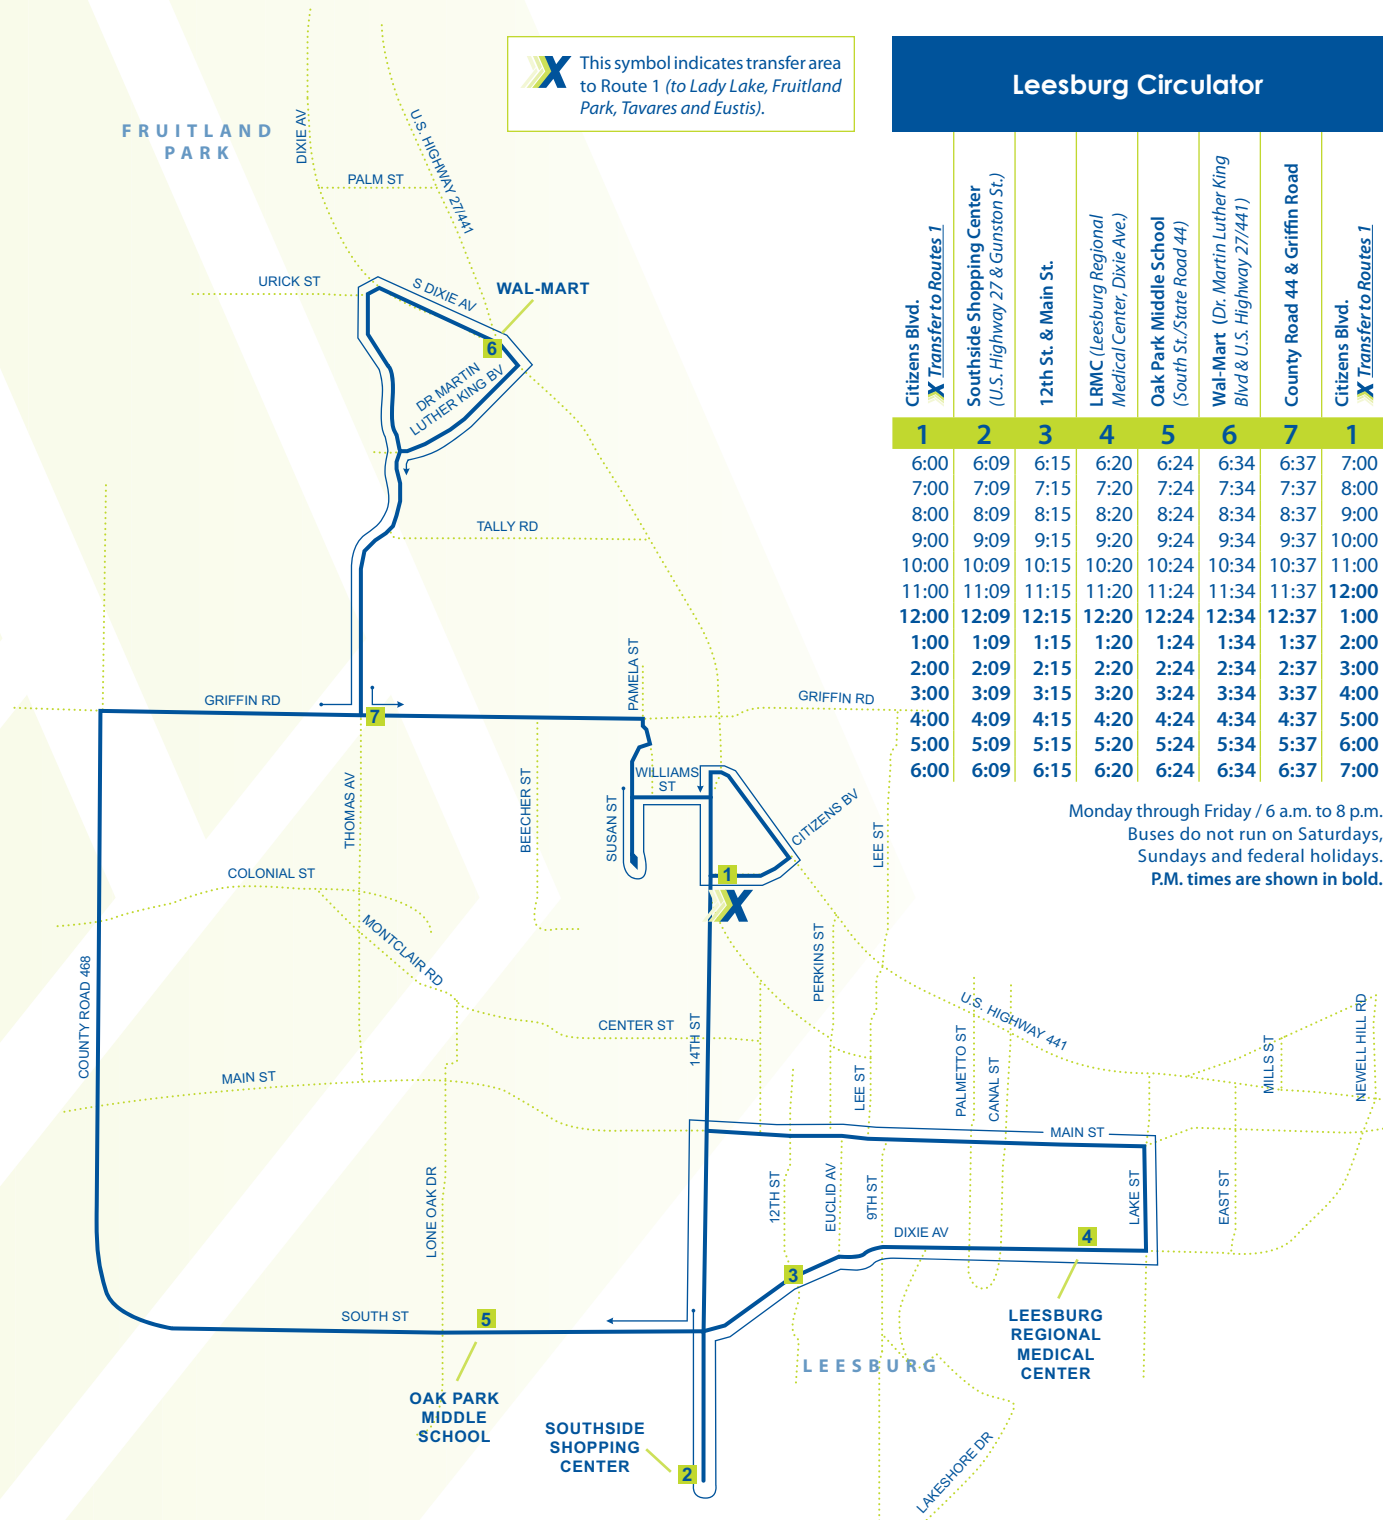 This symbol indicates transfer area
to Route 1 (to Lady Lake, Fruitland
Park, Tavares and Eustis).
Leesburg Circulator
Citizens Blvd.
X Transfer to Routes 1
Southside Shopping Center
(U.S. Highway 27 & Gunston St.)
12th St. & Main St.
LRMC (Leesburg Regional
Medical Center, Dixie Ave.)
Oak Park Middle School
(South St./State Road 44)
Wal-Mart (Dr. Martin Luther King
Blvd & U.S. Highway 27/441)
County Road 44 & Griffin Road
Citizens Blvd.
X Transfer to Routes 1
1 2 3 4 5 6 7 1
6:00 6:09 6:15 6:20 6:24 6:34 6:37 7:00
7:00 7:09 7:15 7:20 7:24 7:34 7:37 8:00
8:00 8:09 8:15 8:20 8:24 8:34 8:37 9:00
9:00 9:09 9:15 9:20 9:24 9:34 9:37 10:00
10:00 10:09 10:15 10:20 10:24 10:34 10:37 11:00
11:00 11:09 11:15 11:20 11:24 11:34 11:37 12:00
12:00 12:09 12:15 12:20 12:24 12:34 12:37 1:00
1:00 1:09 1:15 1:20 1:24 1:34 1:37 2:00
2:00 2:09 2:15 2:20 2:24 2:34 2:37 3:00
3:00 3:09 3:15 3:20 3:24 3:34 3:37 4:00
4:00 4:09 4:15 4:20 4:24 4:34 4:37 5:00
5:00 5:09 5:15 5:20 5:24 5:34 5:37 6:00
6:00 6:09 6:15 6:20 6:24 6:34 6:37 7:00
Monday through Friday / 6 a.m. to 8 p.m.
Buses do not run on Saturdays,
Sundays and federal holidays.
P.M. times are shown in bold.
FRUITLAND
PARK
DIXIE AV
U.S. HIGHWAY 27/441
PALM ST
URICK ST
S DIXIE AV
WAL-MART
6
DR MARTIN
LUTHER KING BV
TALLY RD
PAMELA ST
GRIFFIN RD
GRIFFIN RD
7
THOMAS AV
BEECHER ST
SUSAN ST
WILLIAMS
ST
CITIZENS BV
LEE ST
1
X
COLONIAL ST
MONTCLAIR RD
COUNTY ROAD 468
PERKINS ST
CENTER ST
14TH ST
U.S. HIGHWAY 441
PALMETTO ST
CANAL ST
LEE ST
MILLS ST
NEWELL HILL RD
MAIN ST
MAIN ST
LONE OAK DR
12TH ST
EUCLID AV
9TH ST
LAKE ST
EAST ST
DIXIE AV
4
3
SOUTH ST
5
LEESBURG
REGIONAL
MEDICAL
CENTER
LEESBURG
OAK PARK
MIDDLE
SCHOOL
SOUTHSIDE
SHOPPING
CENTER
2
LAKESHORE DR